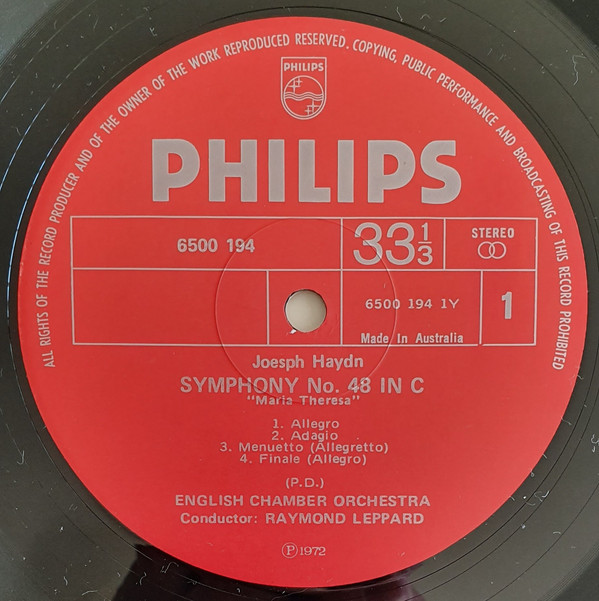 ALL RIGHTS OF THE RECORD PRODUCER AND OF THE OWNER OF THE WORK REPRODUCED RESERVED. COPYING, PUBLIC PERFORMANCE AND BROADCASTING OF THIS RECORD PROHIBITED
PHILIPS
PHILIPS
6500 194
33 1/3
STEREO
6500 194 1Y
1
Made In Australia
Joesph Haydn
SYMPHONY No. 48 IN C
"Maria Theresa"
1. Allegro
2. Adagio
3. Menuetto (Allegretto)
4. Finale (Allegro)
(P.D.)
ENGLISH CHAMBER ORCHESTRA
Conductor: RAYMOND LEPPARD
Ⓟ1972